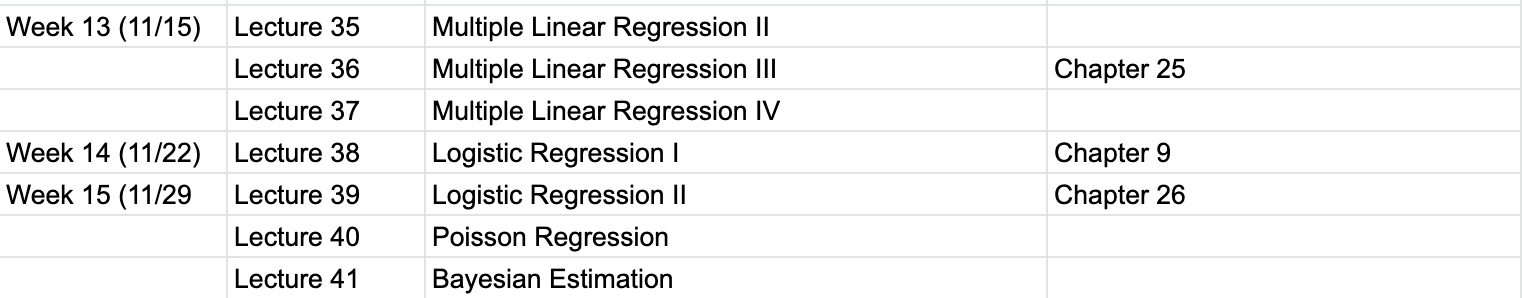 Week 13 (11/15) Lecture 35 Multiple Linear Regression II
Lecture 36 Multiple Linear Regression III Chapter 25
Lecture 37 Multiple Linear Regression IV
Week 14 (11/22) Lecture 38 Logistic Regression I Chapter 9
Week 15 (11/29 Lecture 39 Logistic Regression II Chapter 26
Lecture 40 Poisson Regression
Lecture 41 Bayesian Estimation